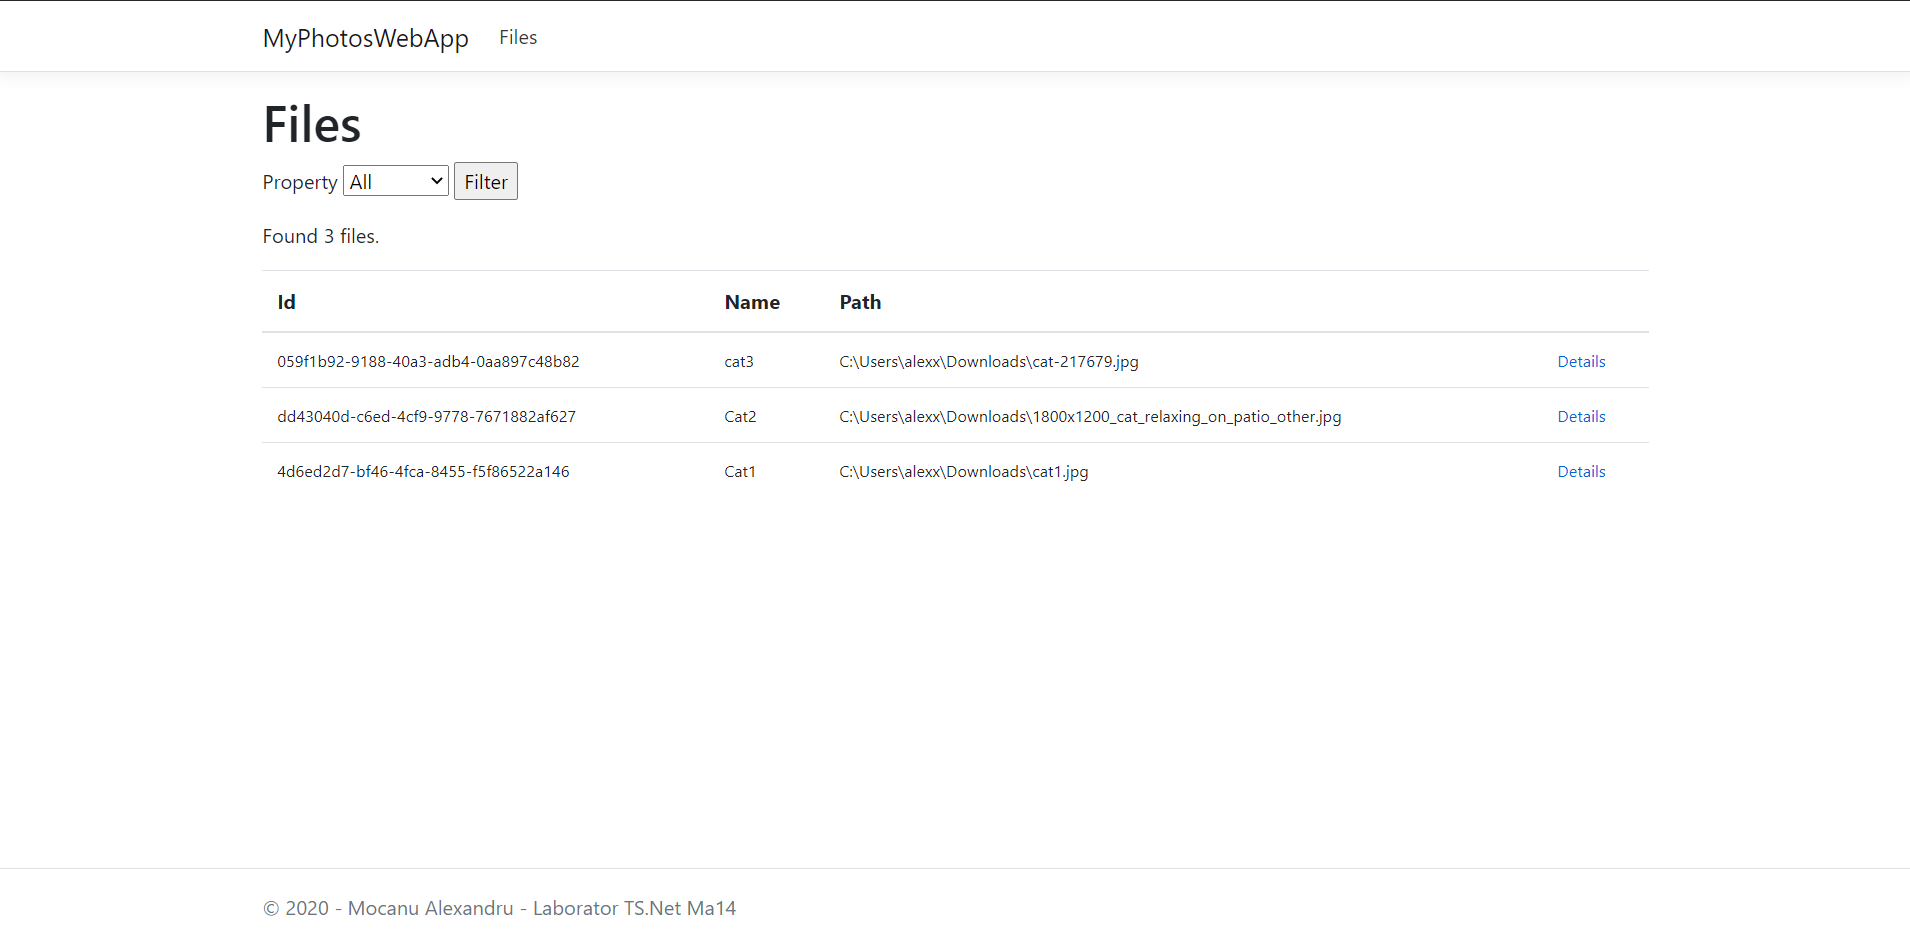 MyPhotosWebApp Files
Files
Property All Filter
Found 3 files.
Id Name Path
059f1b92-9188-40a3-adb4-0aa897c48b82 cat3 C:\Users\alexx\Downloads\cat-217679.jpg Details
dd43040d-c6ed-4cf9-9778-7671882af627 Cat2 C:\Users\alexx\Downloads\1800x1200_cat_relaxing_on_patio_other.jpg Details
4d6ed2d7-bf46-4fca-8455-f5f86522a146 Cat1 C:\Users\alexx\Downloads\cat1.jpg Details
© 2020 - Mocanu Alexandru - Laborator TS.Net Ma14